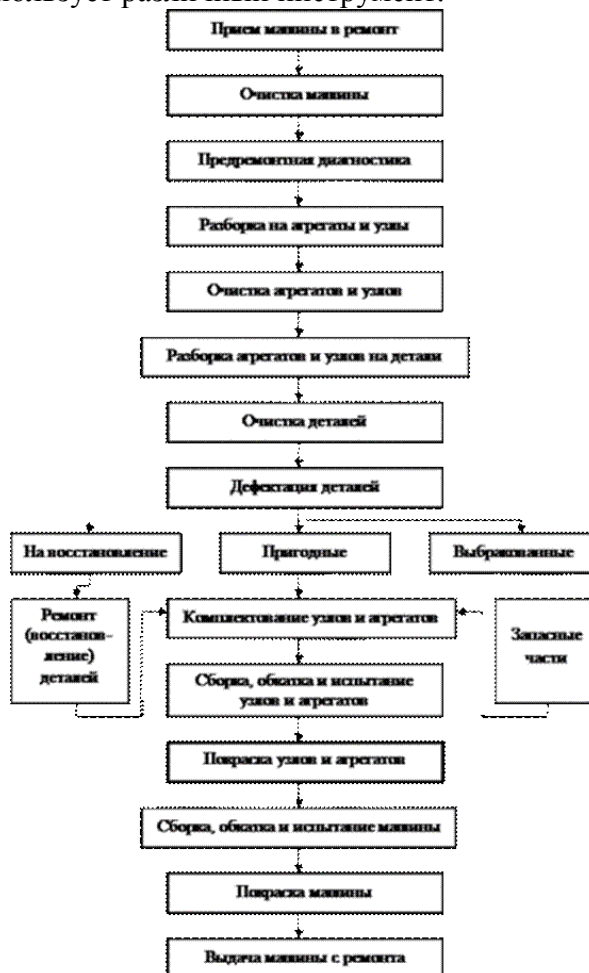 различный инструмент.
Прием машины в ремонт
Очистка машины
Предремонтная диагностика
Разборка на агрегаты и узлы
Очистка агрегатов и узлов
Разборка агрегатов и узлов на детали
Очистка деталей
Дефектация деталей
На восстановление
Пригодные
Выбракованные
Ремонт
(восстанов-
ление)
деталей
Комплектование узлов и агрегатов
Запасные
части
Сборка, обкатка и испытание
узлов и агрегатов
Покраска узлов и агрегатов
Сборка, обкатка и испытание машины
Покраска машины
Выдача машины с ремонта